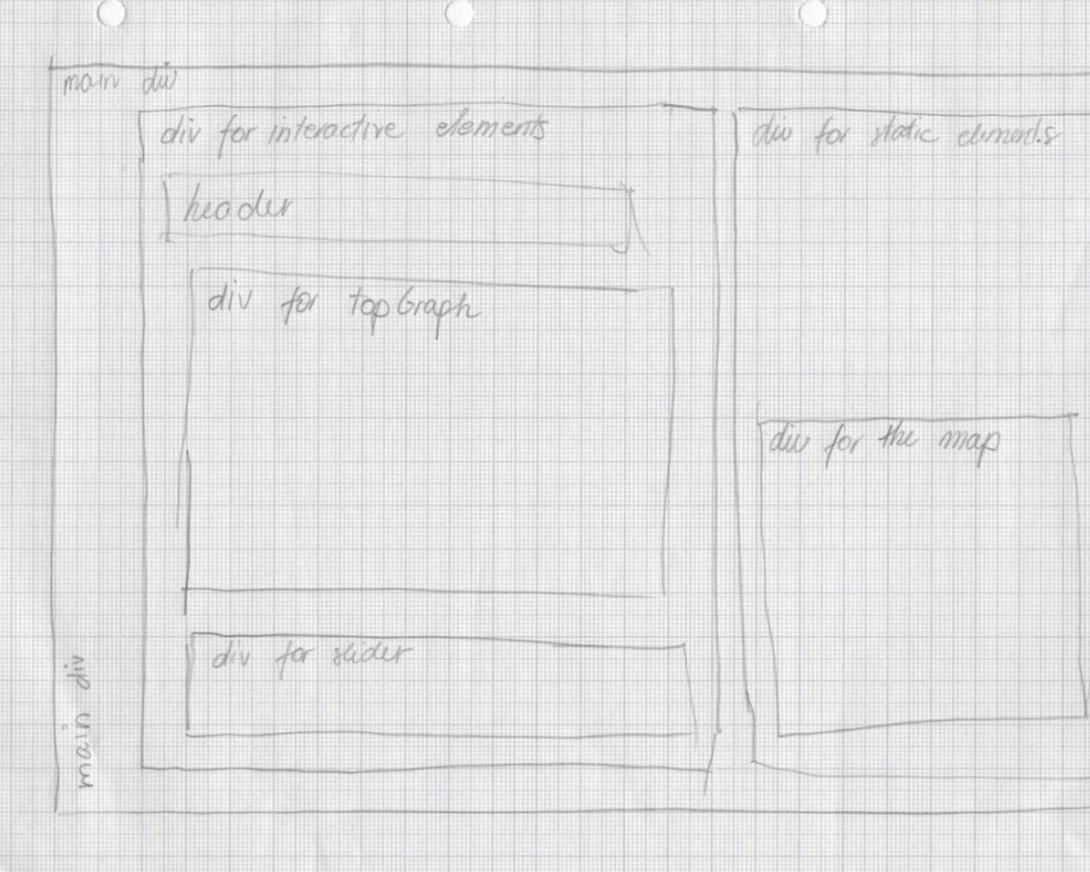 main div
div for interactive elements
header
div for topGraph
div for slider
div for static elements
div for the map
main div